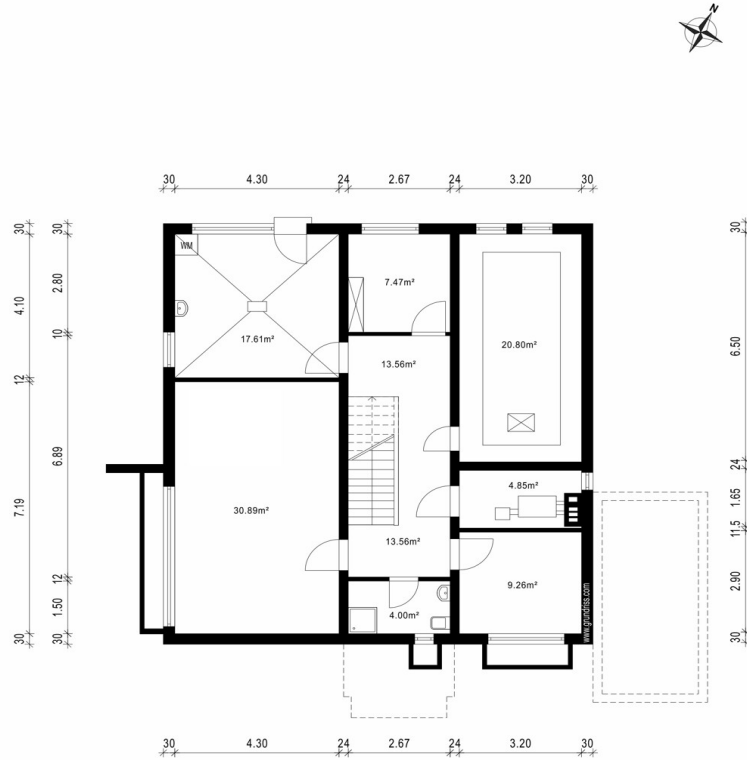 N
30 4.30 24 2.67 24 3.20 30
30
4.10
12
7.19
30
30
2.80
10
6.89
12
1.50
30
WM
17.61m²
7.47m²
13.56m²
20.80m²
30.89m²
4.85m²
13.56m²
9.26m²
4.00m²
www.grundriss.com
30
6.50
24
1.65
11.5
2.90
30
30 4.30 24 2.67 24 3.20 30